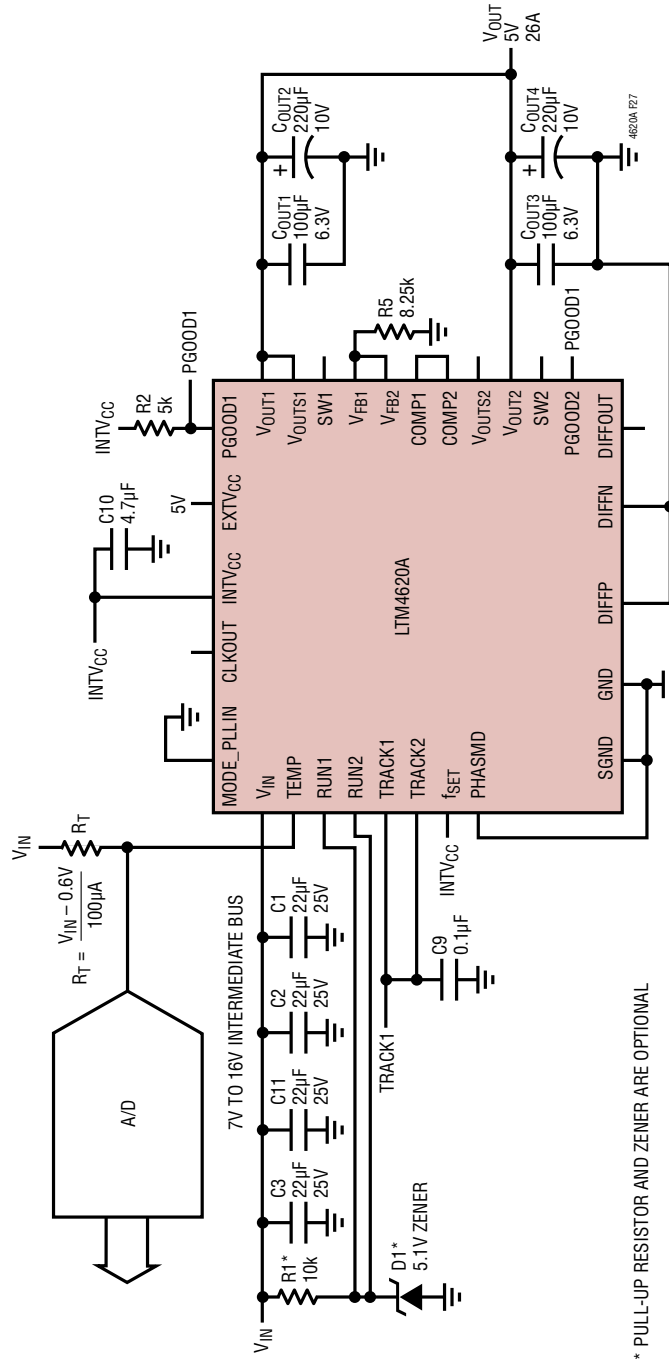 VIN
RT
RT = VIN – 0.6V
100µA
A/D
7V TO 16V INTERMEDIATE BUS
VIN
R1*
10k
D1*
5.1V ZENER
C3
22µF
25V
C11
22µF
25V
C2
22µF
25V
C1
22µF
25V
TRACK1
C9
0.1µF
INTVCC
INTVCC
C10
4.7µF
5V
INTVCC
R2
5k
PGOOD1
MODE_PLLIN
CLKOUT
INTVCC
EXTVCC
PGOOD1
VIN
TEMP
RUN1
RUN2
TRACK1
TRACK2
fSET
PHASMD
LTM4620A
VOUT1
VOUTS1
SW1
VFB1
VFB2
COMP1
COMP2
VOUTS2
VOUT2
SW2
PGOOD2
SGND
GND
DIFFP
DIFFN
DIFFOUT
R5
8.25k
PGOOD1
COUT1
100µF
6.3V
COUT2
220µF
10V
+
COUT3
100µF
6.3V
COUT4
220µF
10V
+
VOUT
5V
26A
4620A F27
* PULL-UP RESISTOR AND ZENER ARE OPTIONAL